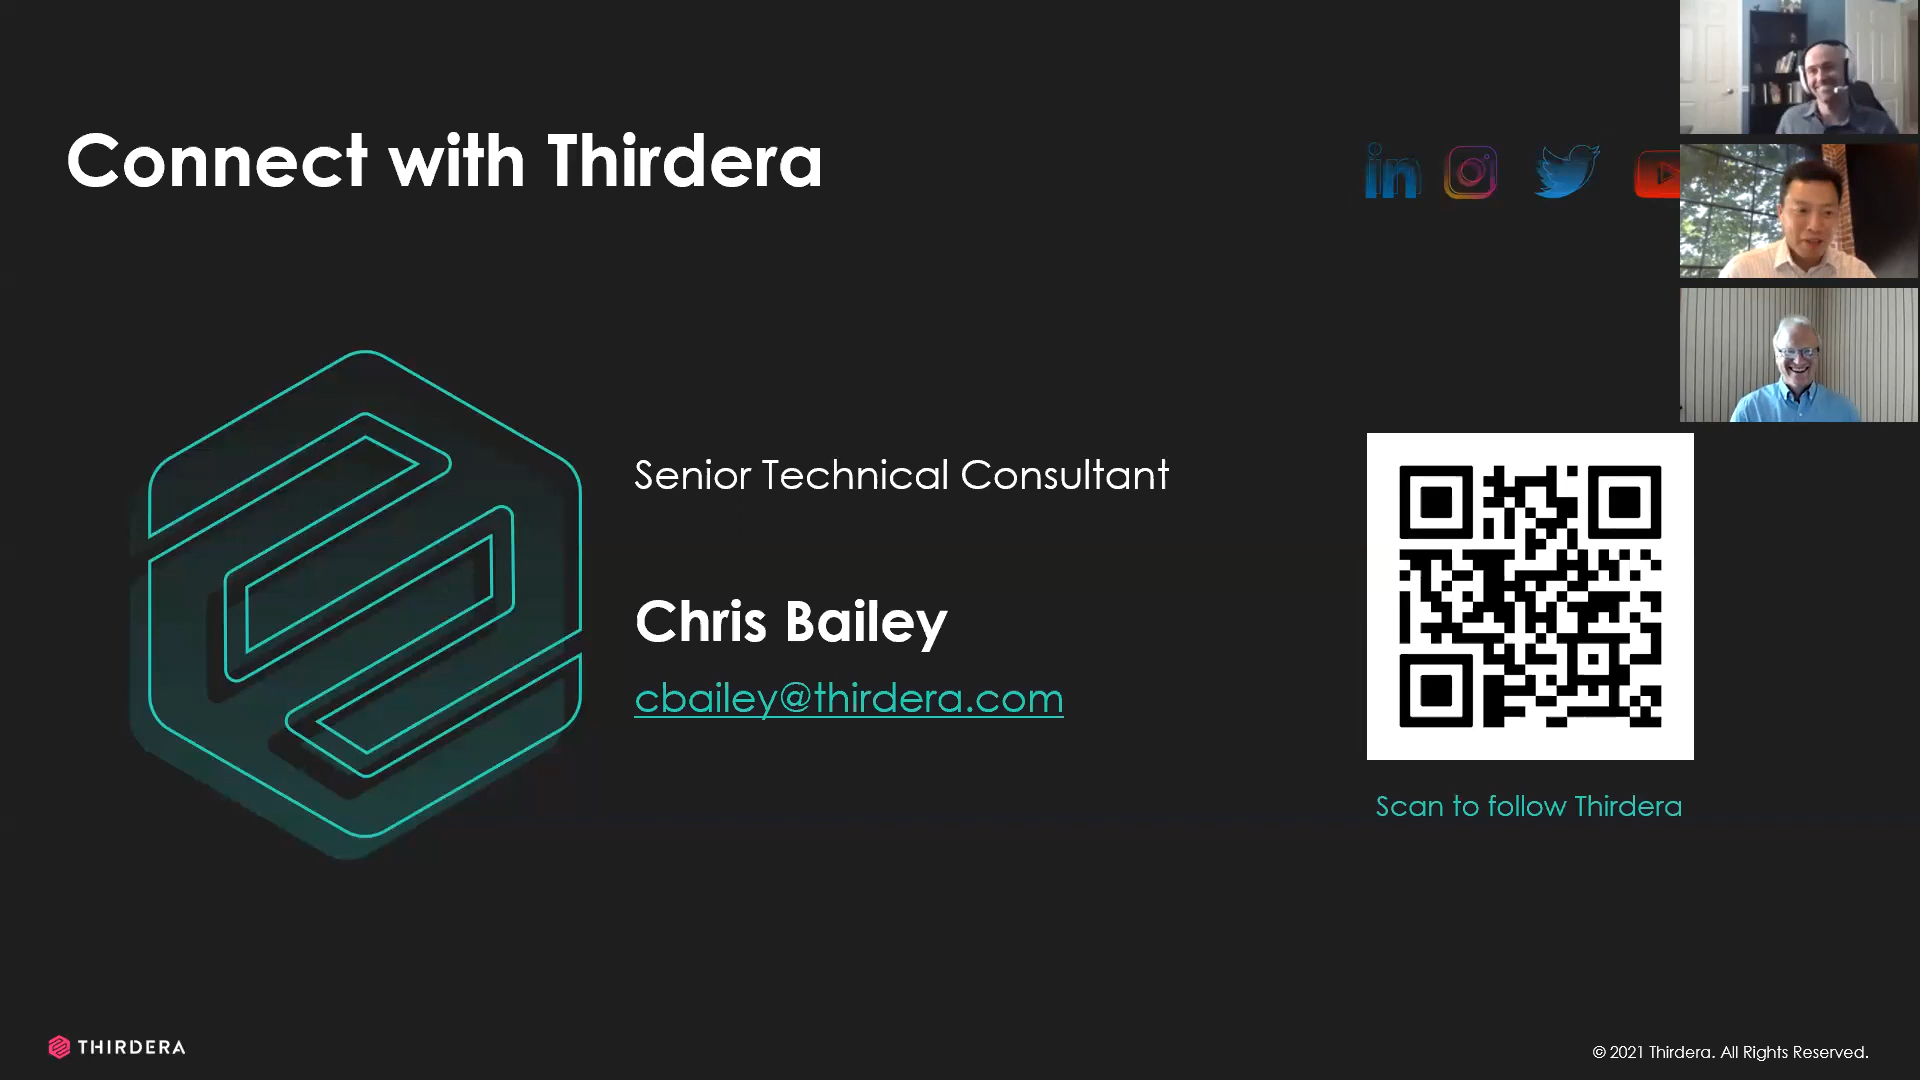 Connect with Thirdera
in
Senior Technical Consultant
Chris Bailey
cbailey@thirdera.com
Scan to follow Thirdera
THIRDERA
© 2021 Thirdera. All Rights Reserved.